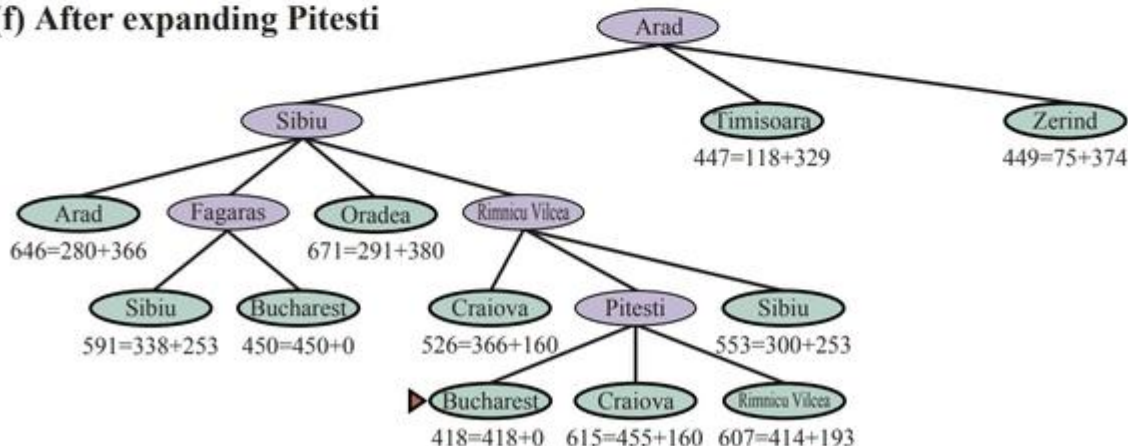 (f) After expanding Pitesti
Arad
Sibiu
Timisoara
Zerind
447=118+329
449=75+374
Arad
Fagaras
Oradea
Rimnicu Vilcea
646=280+366
671=291+380
Sibiu
Bucharest
Craiova
Pitesti
Sibiu
591=338+253
450=450+0
526=366+160
553=300+253
Bucharest
Craiova
Rimnicu Vilcea
418=418+0
615=455+160
607=414+193